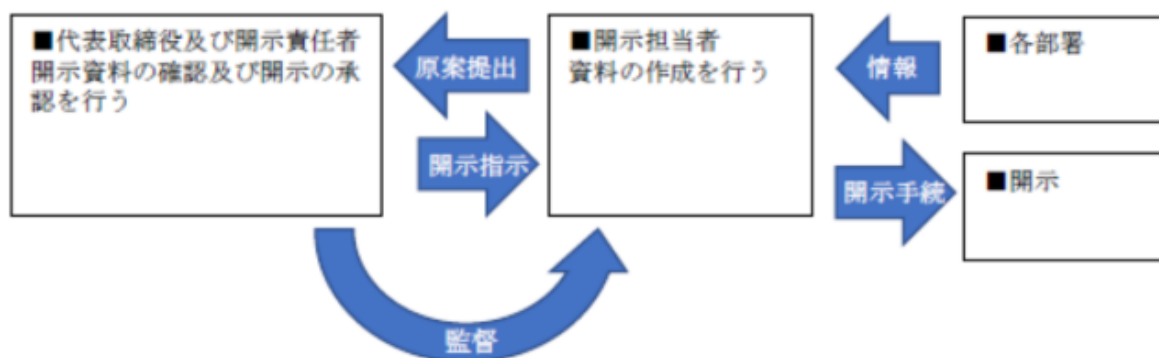 ■代表取締役及び開示責任者
開示資料の確認及び開示の承
認を行う
原案提出
開示指示
■開示担当者
資料の作成を行う
情報
開示手続
■各部署
■開示
監督